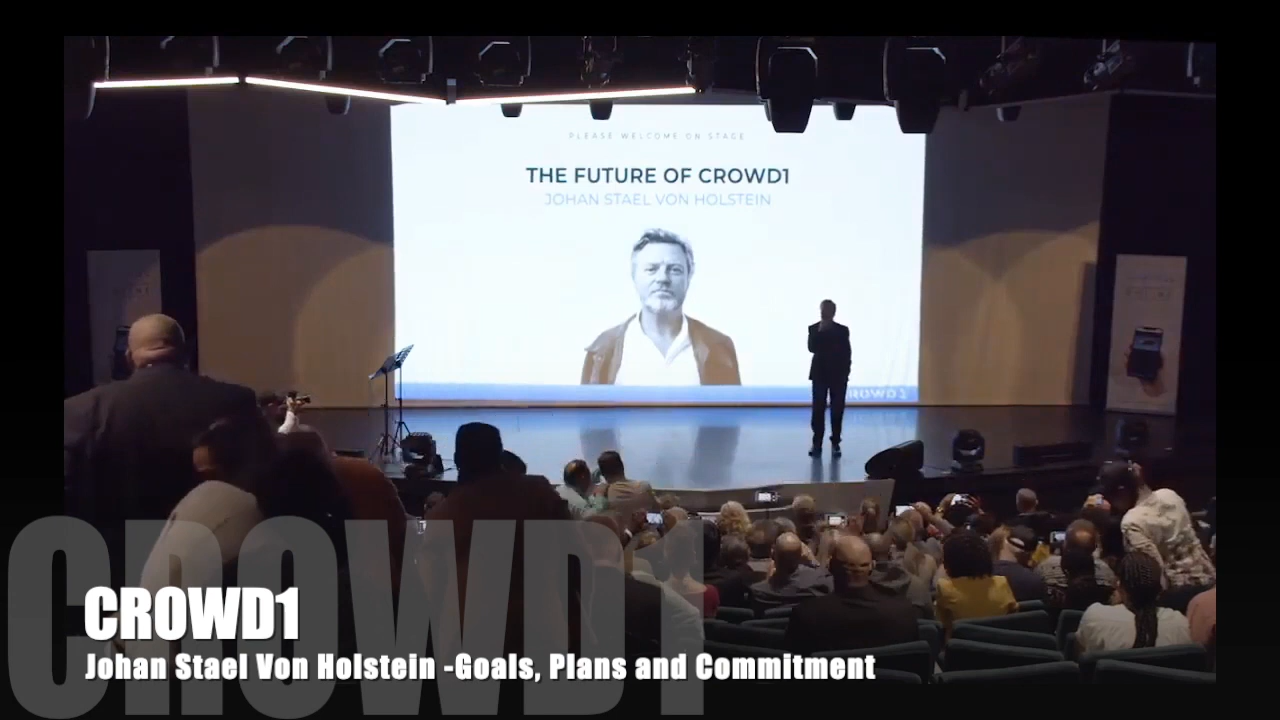 PLEASE WELCOME ON STAGE
THE FUTURE OF CROWD1
JOHAN STAEL VON HOLSTEIN
CROWD1
CROWD1
CROWD1
Johan Stael Von Holstein -Goals, Plans and Commitment